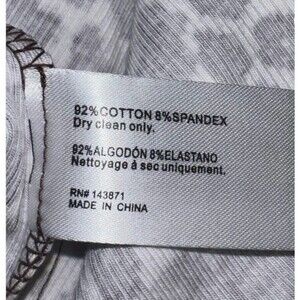 92%COTTON 8%SPANDEX
Dry clean only.
92%ALGODÓN 8%ELASTANO
Nettoyage à sec uniquement.
RN# 143871
MADE IN CHINA